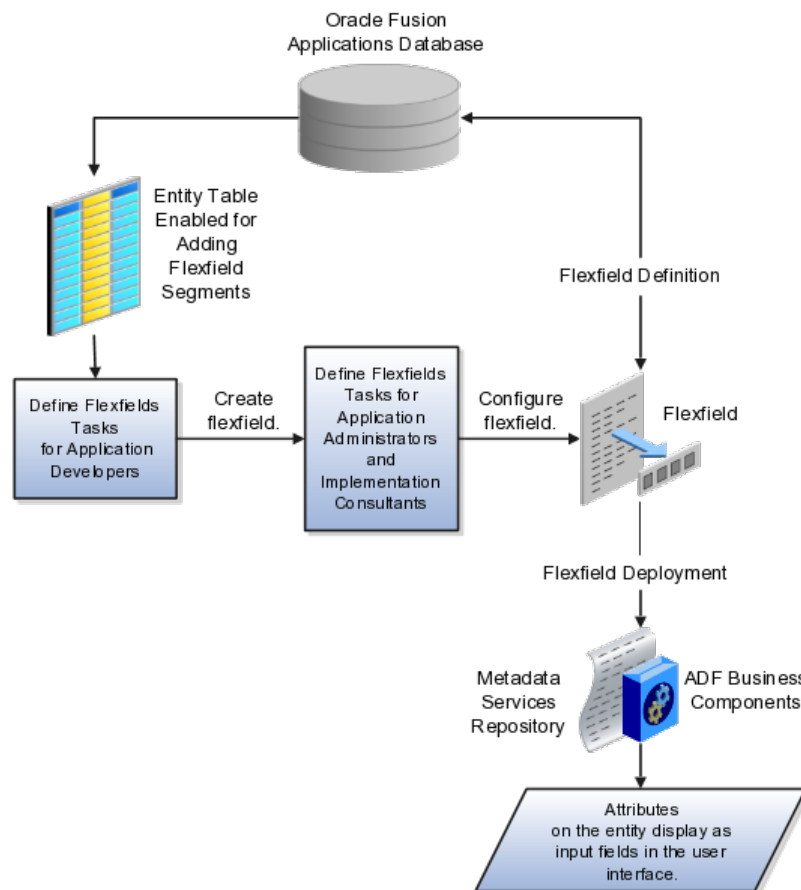 Oracle Fusion
Applications Database
Entity Table
Enabled for
Adding
Flexfield
Segments
Flexfield Definition
Define Flexfields
Tasks
for Application
Developers
Create
flexfield.
Define Flexfields
Tasks for
Application
Administrators
and
Implementation
Consultants
Configure
flexfield.
Flexfield
Flexfield Deployment
Metadata
Services
Repository
ADF Business
Components
Attributes
on the entity display as
input fields in the user
interface.